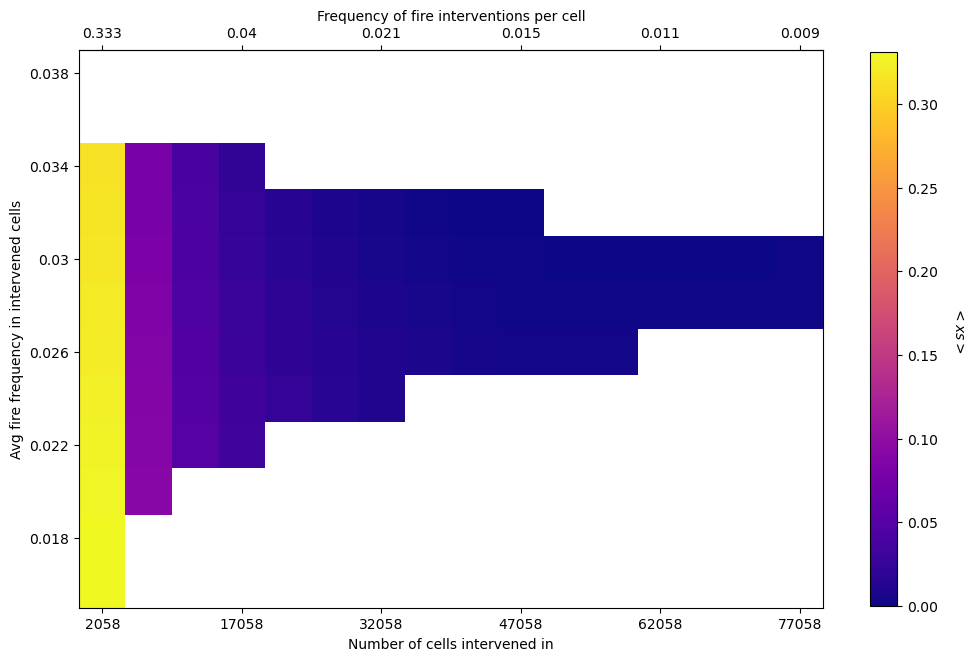 Frequency of fire interventions per cell
0.333 0.04 0.021 0.015 0.011 0.009
Avg fire frequency in intervened cells
0.038
0.034
0.03
0.026
0.022
0.018
2058 17058 32058 47058 62058 77058
Number of cells intervened in
0.30
0.25
0.20
0.15
0.10
0.05
0.00
< xs >